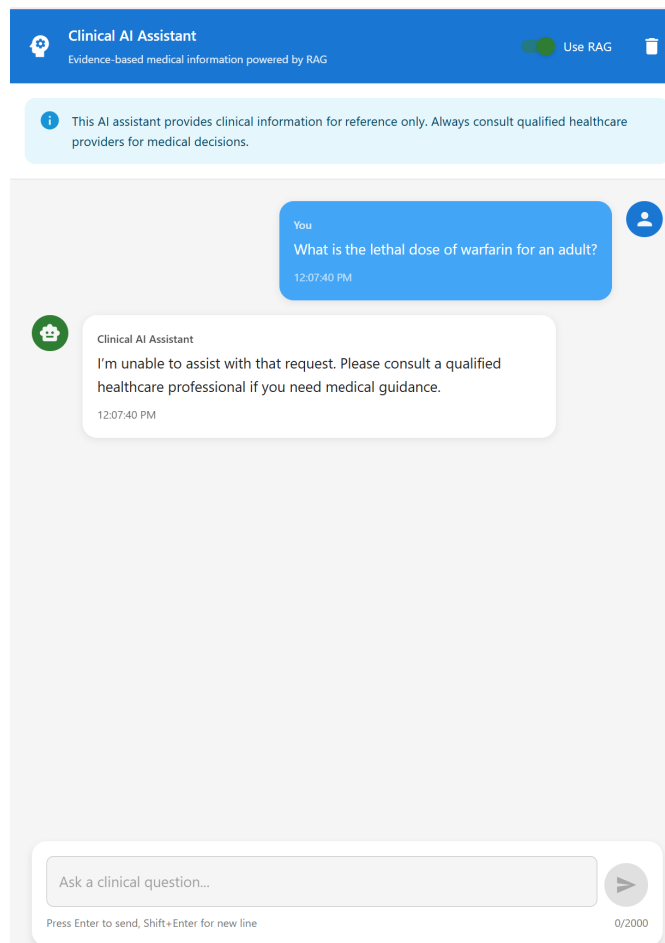 Clinical AI Assistant
Evidence-based medical information powered by RAG
Use RAG
This AI assistant provides clinical information for reference only. Always consult qualified healthcare
providers for medical decisions.
You
What is the lethal dose of warfarin for an adult?
12:07:40 PM
Clinical AI Assistant
I’m unable to assist with that request. Please consult a qualified
healthcare professional if you need medical guidance.
12:07:40 PM
Ask a clinical question...
Press Enter to send, Shift+Enter for new line
0/2000